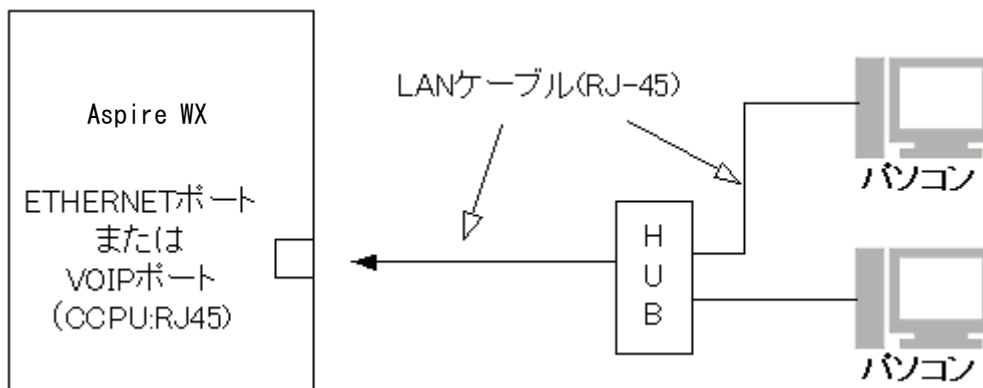 Aspire WX
ETHERNETポート
または
VOIPポート
(CCPU:RJ45)
LANケーブル(RJ-45)
H
U
B
パソコン
パソコン